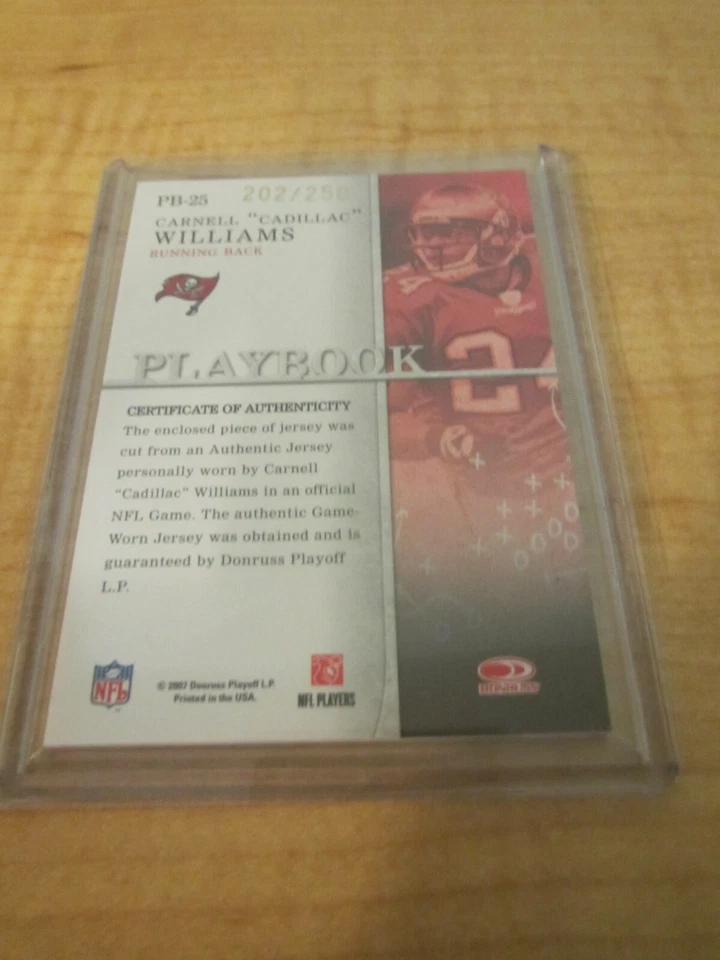 PB-25 202/250
CARNELL "CADILLAC"
WILLIAMS
RUNNING BACK
PLAYBOOK
24
CERTIFICATE OF AUTHENTICITY
The enclosed piece of jersey was
cut from an Authentic Jersey
personally worn by Carnell
"Cadillac" Williams in an official
NFL Game. The authentic Game-
Worn Jersey was obtained and is
guaranteed by Donruss Playoff
L.P.
NFL
© 2007 Donruss Playoff L.P.
Printed in the USA.
NFL PLAYERS
DONRUSS